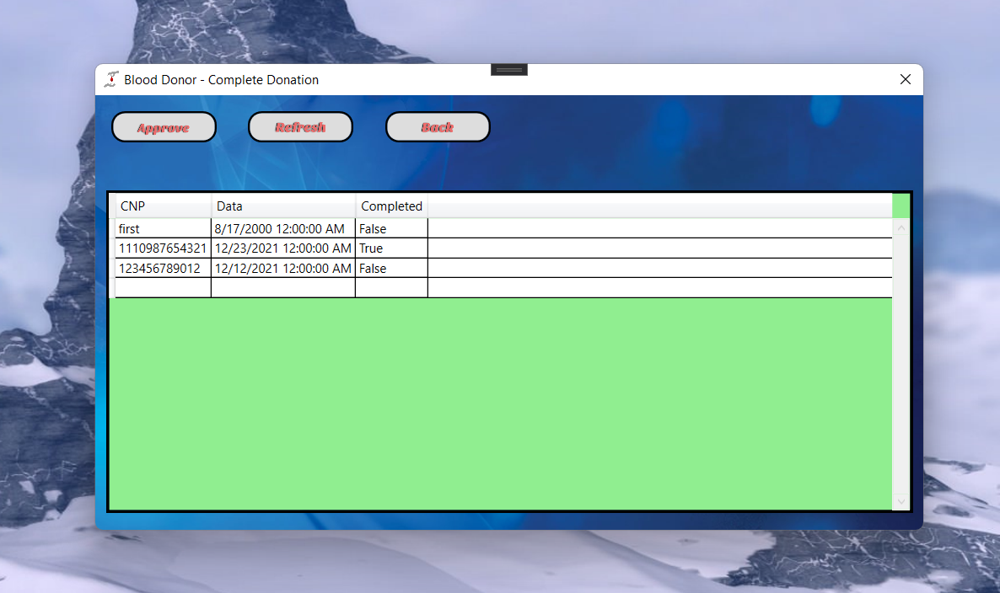 Blood Donor - Complete Donation
Approve Refresh Back
CNP Data Completed
first 8/17/2000 12:00:00 AM False
1110987654321 12/23/2021 12:00:00 AM True
123456789012 12/12/2021 12:00:00 AM False